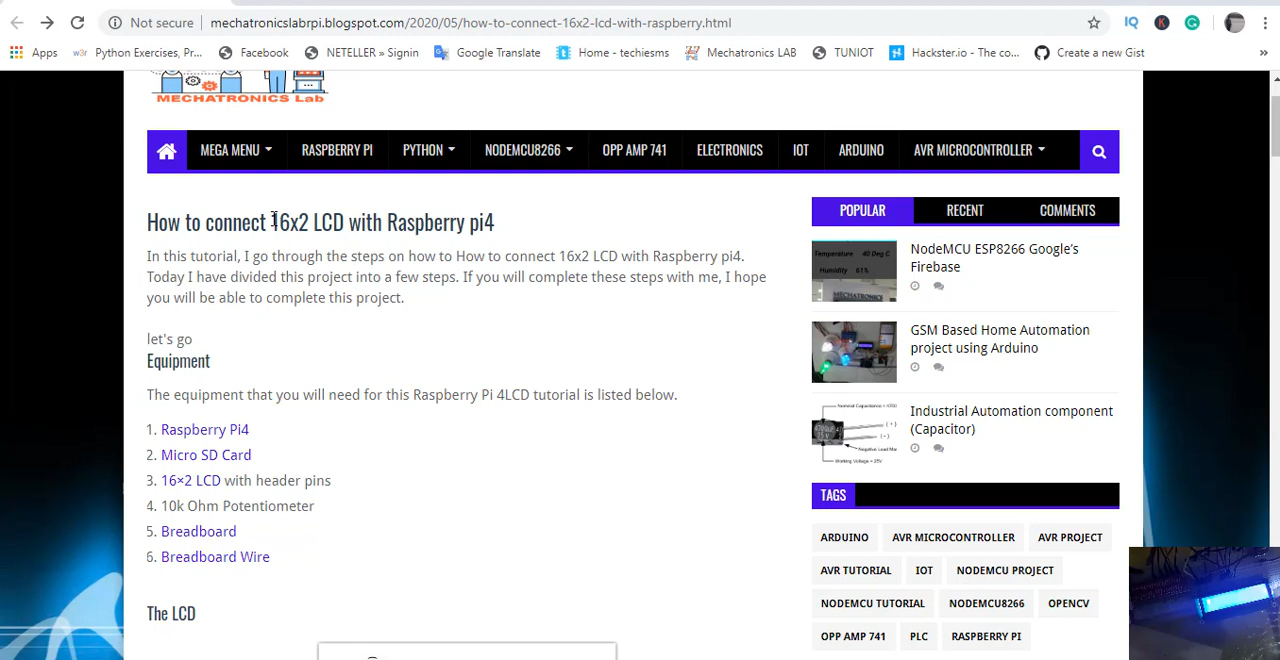 Not secure
mechatronicslabrpi.blogspot.com/2020/05/how-to-connect-16x2-lcd-with-raspberry.html
Apps
Python Exercises, Pr...
Facebook
NETELLER » Signin
Google Translate
Home - techiesms
Mechatronics LAB
TUNIOT
Hackster.io - The co...
Create a new Gist
»
MECHATRONICS Lab
MEGA MENU
RASPBERRY PI
PYTHON
NODEMCU8266
OPP AMP 741
ELECTRONICS
IOT
ARDUINO
AVR MICROCONTROLLER
How to connect 16x2 LCD with Raspberry pi4
In this tutorial, I go through the steps on how to How to connect 16x2 LCD with Raspberry pi4.
Today I have divided this project into a few steps. If you will complete these steps with me, I hope
you will be able to complete this project.
let's go
Equipment
The equipment that you will need for this Raspberry Pi 4LCD tutorial is listed below.
1. Raspberry Pi4
2. Micro SD Card
3. 16×2 LCD with header pins
4. 10k Ohm Potentiometer
5. Breadboard
6. Breadboard Wire
The LCD
POPULAR
RECENT
COMMENTS
Temperature 40 Deg C
Humidity 61%
NodeMCU ESP8266 Google's
Firebase
GSM Based Home Automation
project using Arduino
Industrial Automation component
(Capacitor)
TAGS
ARDUINO
AVR MICROCONTROLLER
AVR PROJECT
AVR TUTORIAL
IOT
NODEMCU PROJECT
NODEMCU TUTORIAL
NODEMCU8266
OPENCV
OPP AMP 741
PLC
RASPBERRY PI